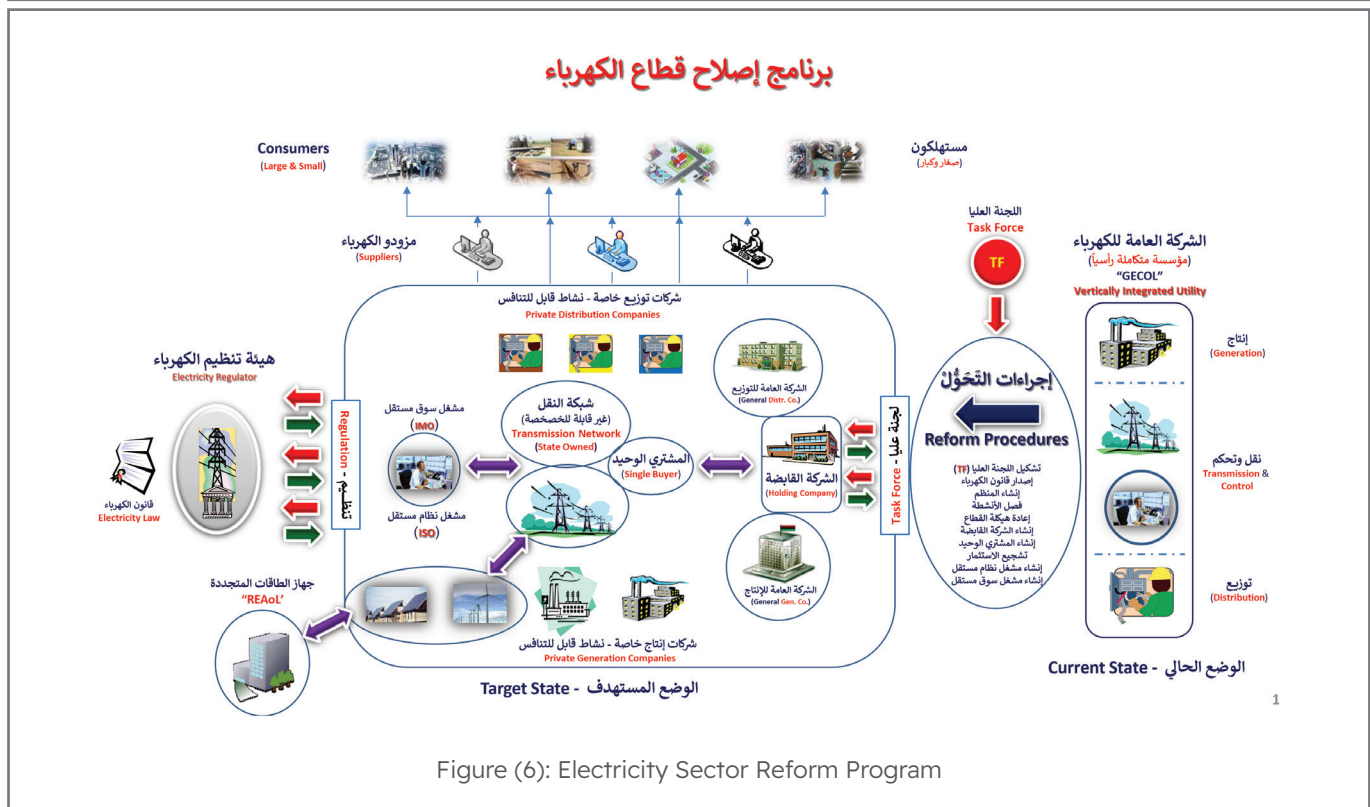 برنامج إصلاح قطاع الكهرباء
Consumers
(Large & Small)
مستهلكون
(صغار وكبار)
مزودو الكهرباء
(Suppliers)
اللجنة العليا
Task Force
TF
الشركة العامة للكهرباء
(مؤسسة متكاملة رأسياً)
“GECOL”
Vertically Integrated Utility
إنتاج
(Generation)
نقل وتحكم
Transmission &
Control
توزيع
(Distribution)
الوضع الحالي - Current State
إجراءات التَحَوُّلْ
Reform Procedures
تشكيل اللجنة العليا (TF)
إصدار قانون الكهرباء
إنشاء المنظم
فصل الأنشطة
إعادة هيكلة القطاع
إنشاء الشركة القابضة
إنشاء المشتري الوحيد
تشجيع الاستثمار
إنشاء مشغل نظام مستقل
إنشاء مشغل سوق مستقل
لجنة عليا - Task Force
شركات توزيع خاصة - نشاط قابل للتنافس
Private Distribution Companies
الشركة العامة للتوزيع
(General Distr. Co.)
الشركة القابضة
(Holding Company)
الشركة العامة للإنتاج
(General Gen. Co.)
شبكة النقل
(غير قابلة للخصخصة)
Transmission Network
(State Owned)
المشتري الوحيد
(Single Buyer)
مشغل سوق مستقل
(IMO)
مشغل نظام مستقل
(ISO)
شركات إنتاج خاصة - نشاط قابل للتنافس
Private Generation Companies
تنظيم - Regulation
هيئة تنظيم الكهرباء
Electricity Regulator
قانون الكهرباء
Electricity Law
جهاز الطاقات المتجددة
“REAoL’
الوضع المستهدف - Target State
1
Figure (6): Electricity Sector Reform Program